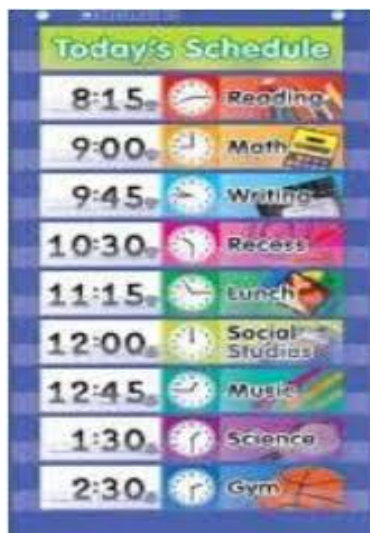 Today's Schedule
8:15 Reading
9:00 Math
9:45 Writing
10:30 Recess
11:15 Lunch
12:00 Social
Studies
12:45 Music
1:30 Science
2:30 Gym